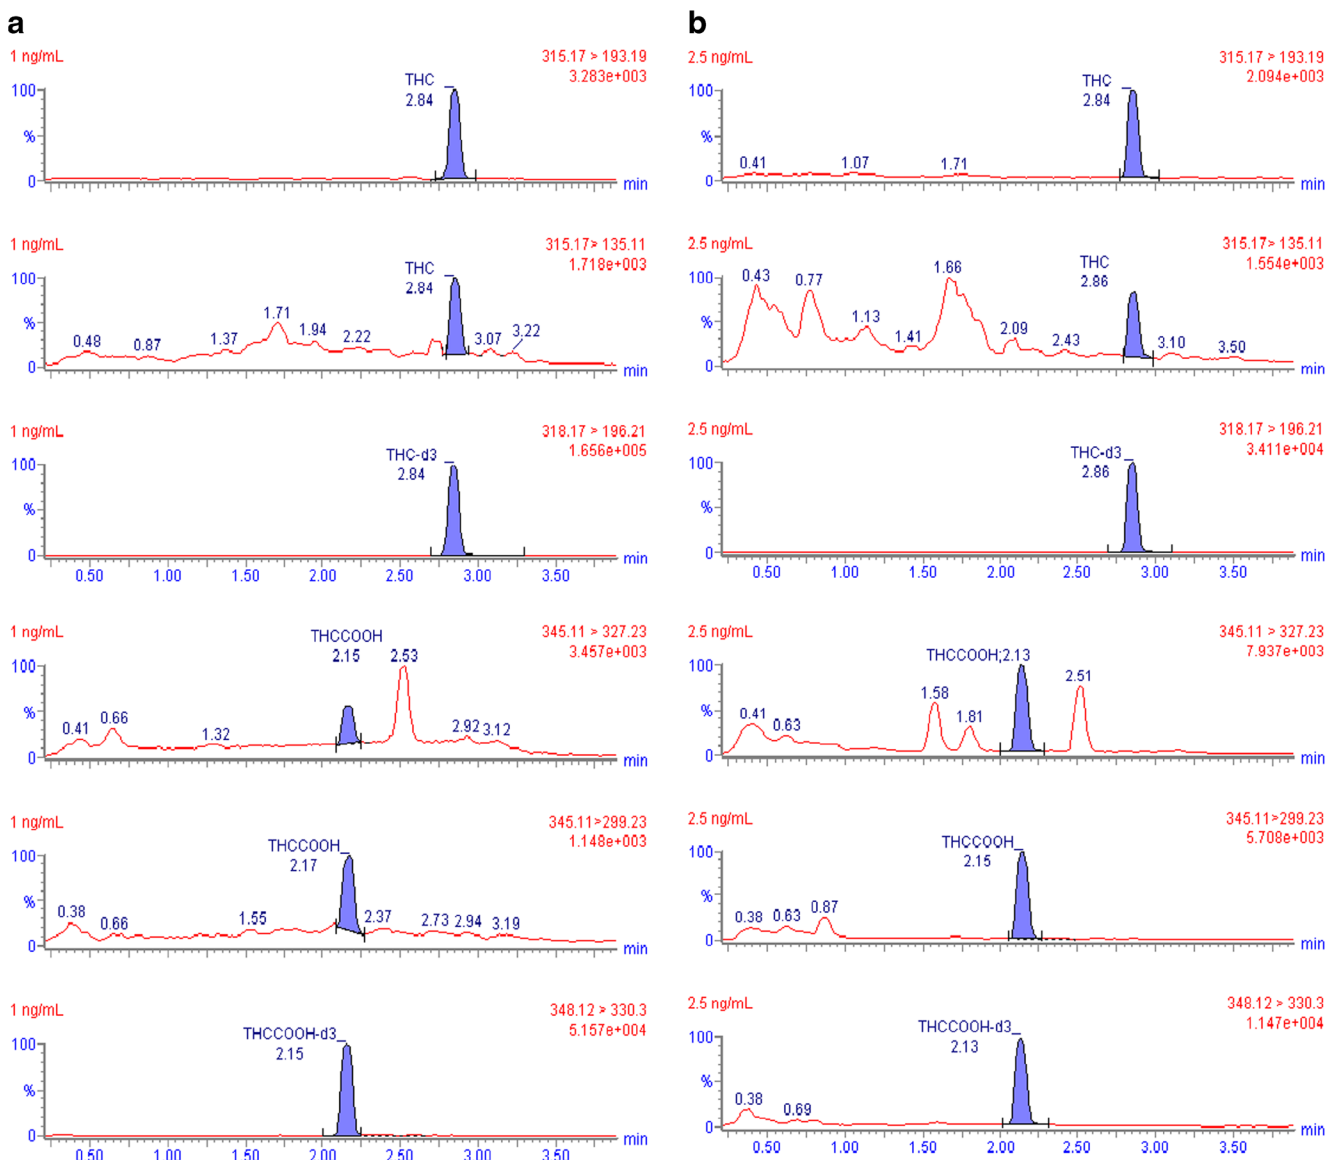 a
1 ng/mL
315.17 > 193.19
3.283e+003
THC
2.84
100
%
0
min
1 ng/mL
315.17> 135.11
1.718e+003
THC
2.84
100
%
0
0.48
0.87
1.37
1.71
1.94
2.22
3.07
3.22
min
1 ng/mL
318.17 > 196.21
1.656e+005
THC-d3
2.84
100
%
0
min
0.50 1.00 1.50 2.00 2.50 3.00 3.50
1 ng/mL
345.11 > 327.23
3.457e+003
THCCOOH
2.15
2.53
100
%
0
0.41
0.66
1.32
2.92
3.12
min
1 ng/mL
345.11>299.23
1.148e+003
THCCOOH
2.17
100
%
0
0.38
0.66
1.55
2.37
2.73
2.94
3.19
min
1 ng/mL
348.12 > 330.3
5.157e+004
THCCOOH-d3
2.15
100
%
0
min
0.50 1.00 1.50 2.00 2.50 3.00 3.50
b
2.5 ng/mL
315.17 > 193.19
2.094e+003
THC
2.84
100
%
0
0.41
1.07
1.71
min
2.5 ng/mL
315.17> 135.11
1.554e+003
THC
2.86
100
%
0
0.43
0.77
1.13
1.41
1.66
2.09
2.43
3.10
3.50
min
2.5 ng/mL
318.17 > 196.21
3.411e+004
THC-d3
2.86
100
%
0
min
0.50 1.00 1.50 2.00 2.50 3.00 3.50
2.5 ng/mL
345.11 > 327.23
7.937e+003
THCCOOH;2.13
100
%
0
0.41
0.63
1.58
1.81
2.51
min
2.5 ng/mL
345.11>299.23
5.708e+003
THCCOOH
2.15
100
%
0
0.38
0.63
0.87
min
2.5 ng/mL
348.12 > 330.3
1.147e+004
THCCOOH-d3
2.13
100
%
0
0.38
0.69
min
0.50 1.00 1.50 2.00 2.50 3.00 3.50